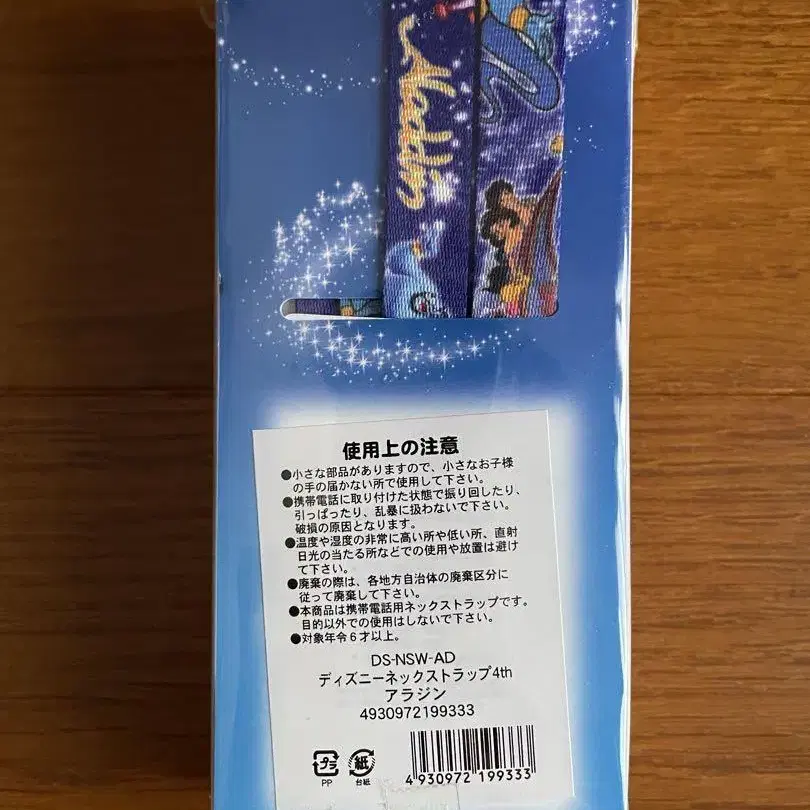 Aladdin
使用上の注意
●小さな部品がありますので、小さなお子様
の手の届かない所で使用して下さい。
●携帯電話に取り付けた状態で振り回したり、
引っぱったり、乱暴に扱わないで下さい。
破損の原因となります。
●温度や湿度の非常に高い所や低い所、直射
日光の当たる所などでの使用や放置は避け
て下さい。
●廃棄の際は、各地方自治体の廃棄区分に
従って廃棄して下さい。
●本商品は携帯電話用ネックストラップです。
目的以外での使用はしないで下さい。
●対象年令6才以上。
DS-NSW-AD
ディズニーネックストラップ4th
アラジン
4930972199333
プラ
PP
紙
台紙
4 930972 199333